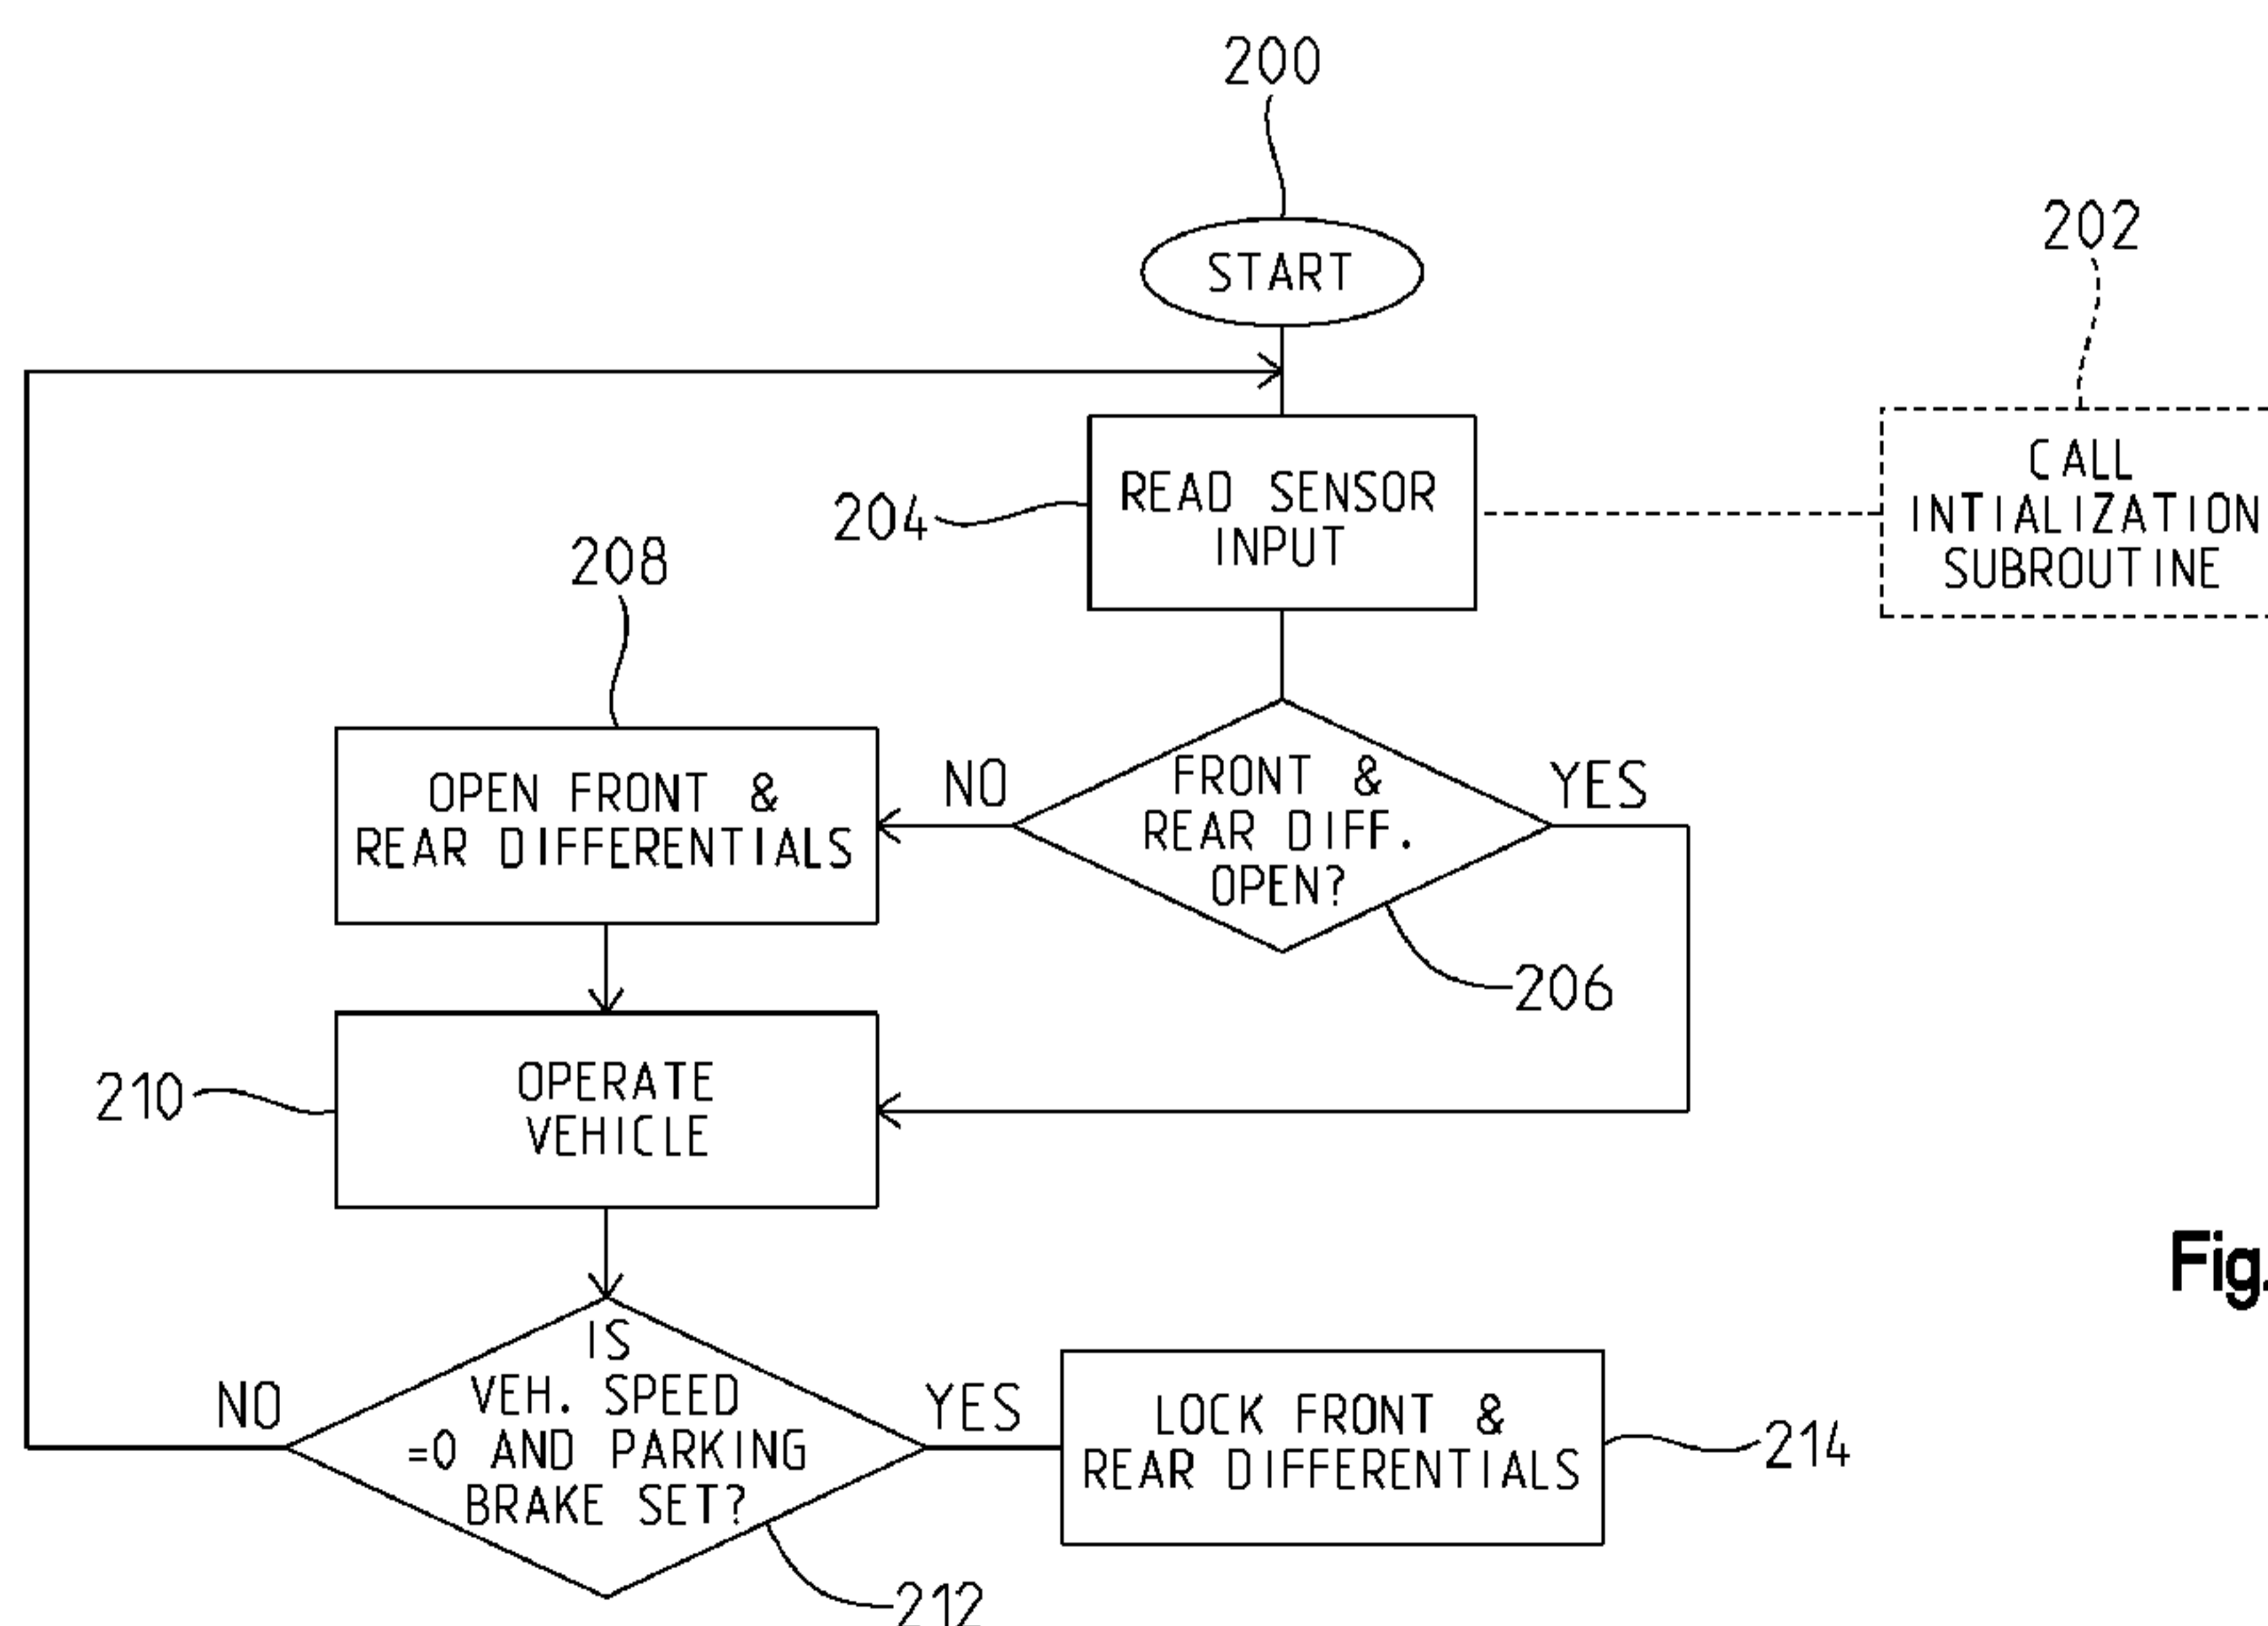 200
START
202
CALL
INTIALIZATION
SUBROUTINE
READ SENSOR
INPUT
204
208
OPEN FRONT &
REAR DIFFERENTIALS
NO
FRONT &
REAR DIFF.
OPEN?
YES
206
210
OPERATE
VEHICLE
Fig.
IS
VEH. SPEED
=0 AND PARKING
BRAKE SET?
NO
YES
LOCK FRONT &
REAR DIFFERENTIALS
214
212